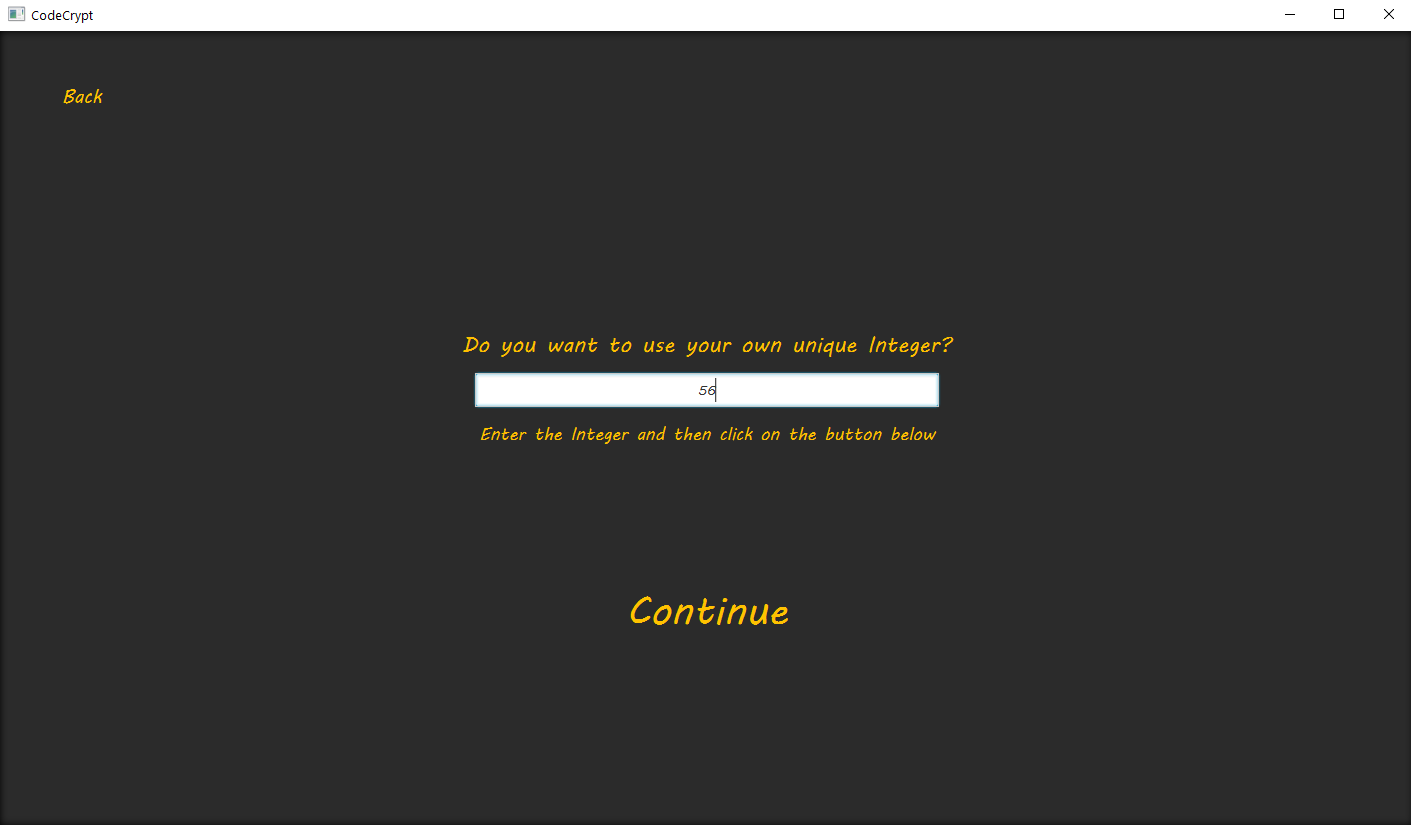 CodeCrypt
Back
Do you want to use your own unique Integer?
56
Enter the Integer and then click on the button below
Continue